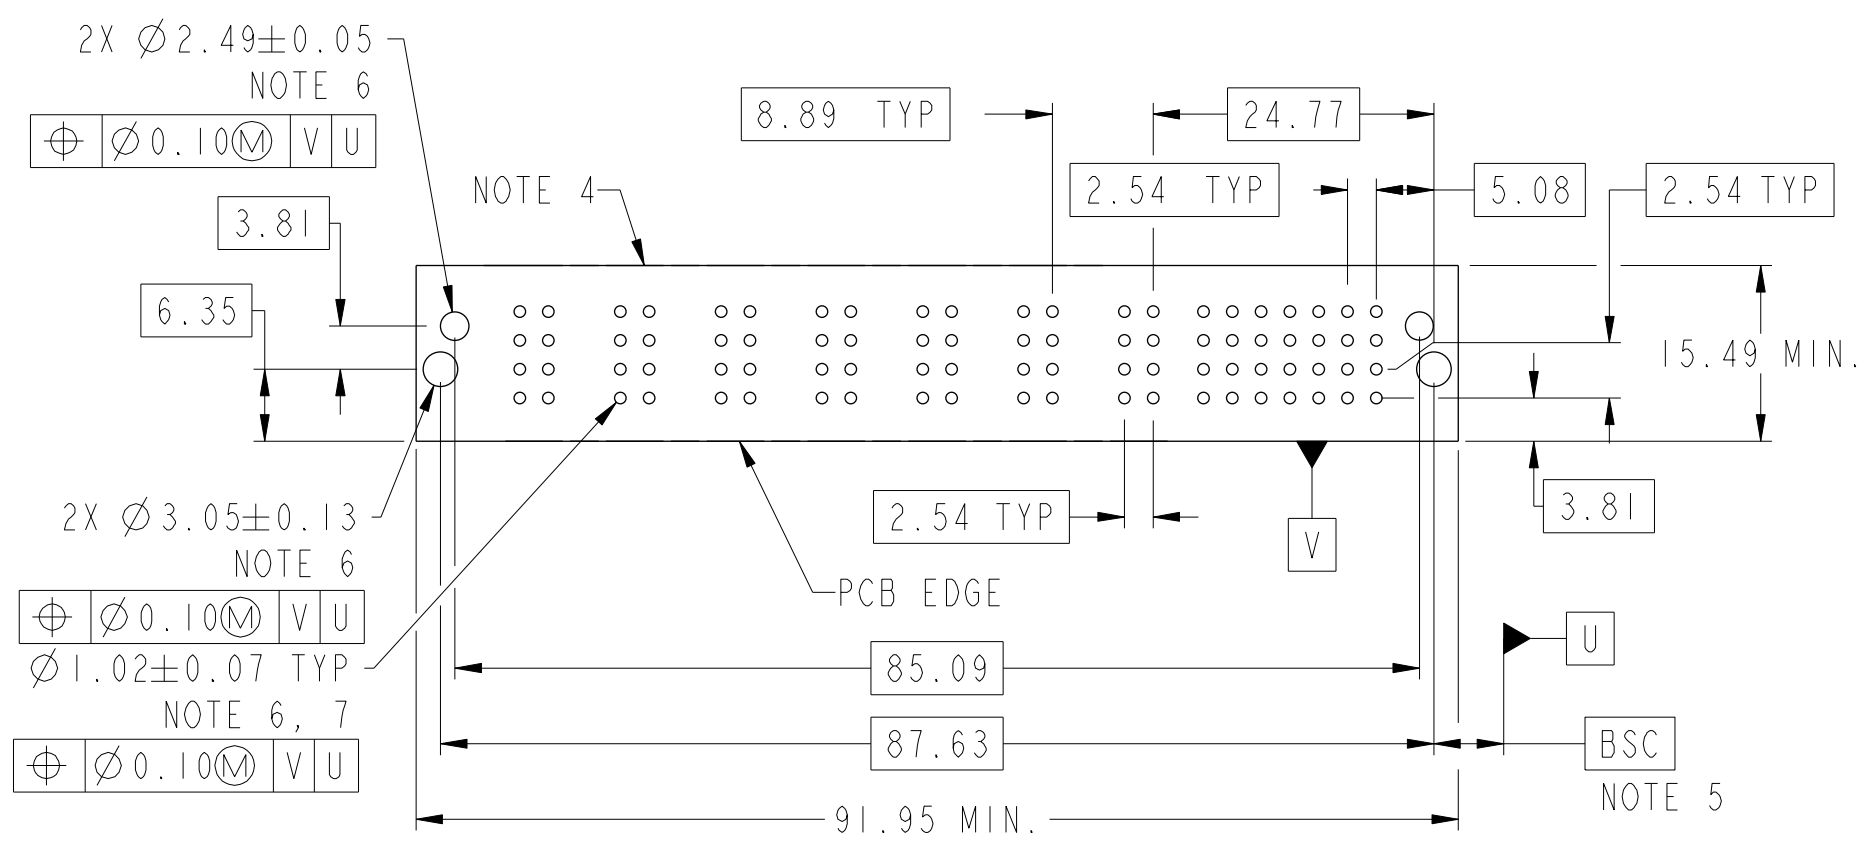 2X Ø2.49±0.05
NOTE 6
⌖ Ø0.10Ⓜ V U
3.81
6.35
NOTE 4
8.89 TYP
24.77
2.54 TYP
5.08
2.54 TYP
15.49 MIN.
3.81
2.54 TYP
V
PCB EDGE
2X Ø3.05±0.13
NOTE 6
⌖ Ø0.10Ⓜ V U
Ø1.02±0.07 TYP
NOTE 6, 7
⌖ Ø0.10Ⓜ V U
U
85.09
87.63
BSC
NOTE 5
91.95 MIN.